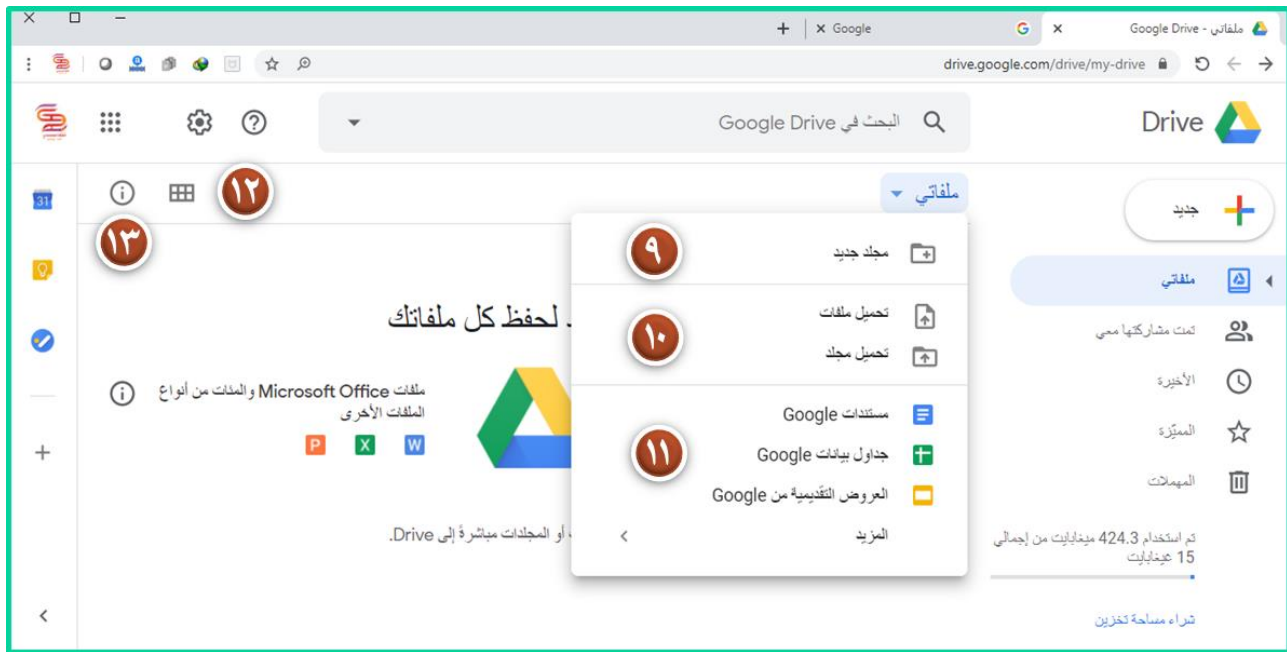 ملفاتي - Google Drive
Google
drive.google.com/drive/my-drive
Drive
البحث في Google Drive
جديد
ملفاتي
١٢
31
١٣
مجلد جديد
٩
ملفاتي
تحميل ملفات
تحميل مجلد
١٠
لحفظ كل ملفاتك
تمت مشاركتها معي
الأخيرة
المميّزة
المهملات
مستندات Google
جداول بيانات Google
العروض التقديمية من Google
المزيد
١١
ملفات Microsoft Office والمئات من أنواع
الملفات الأخرى
W X P
أو المجلدات مباشرةً إلى Drive.
تم استخدام 424.3 ميغابايت من إجمالي
15 غيغابايت
شراء مساحة تخزين